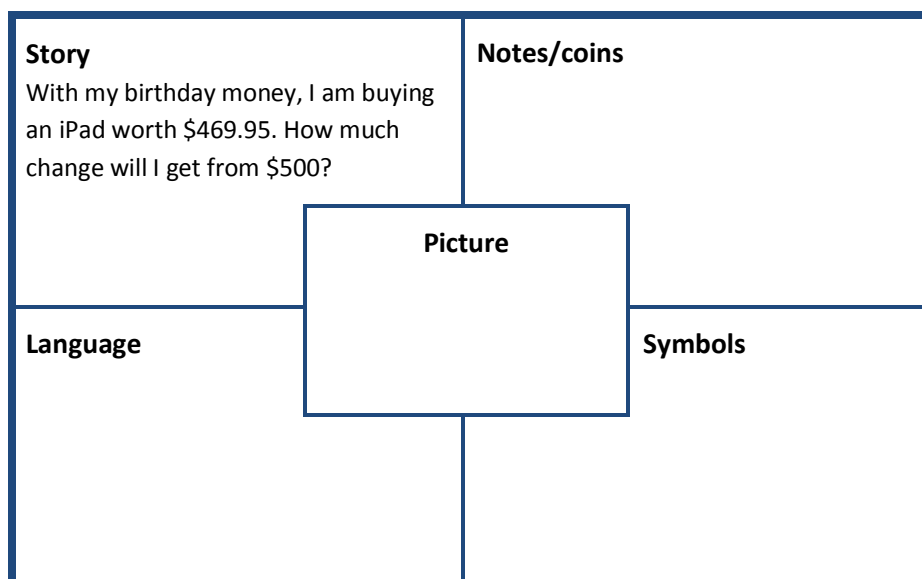 Story
With my birthday money, I am buying
an iPad worth $469.95. How much
change will I get from $500?
Notes/coins
Picture
Language
Symbols